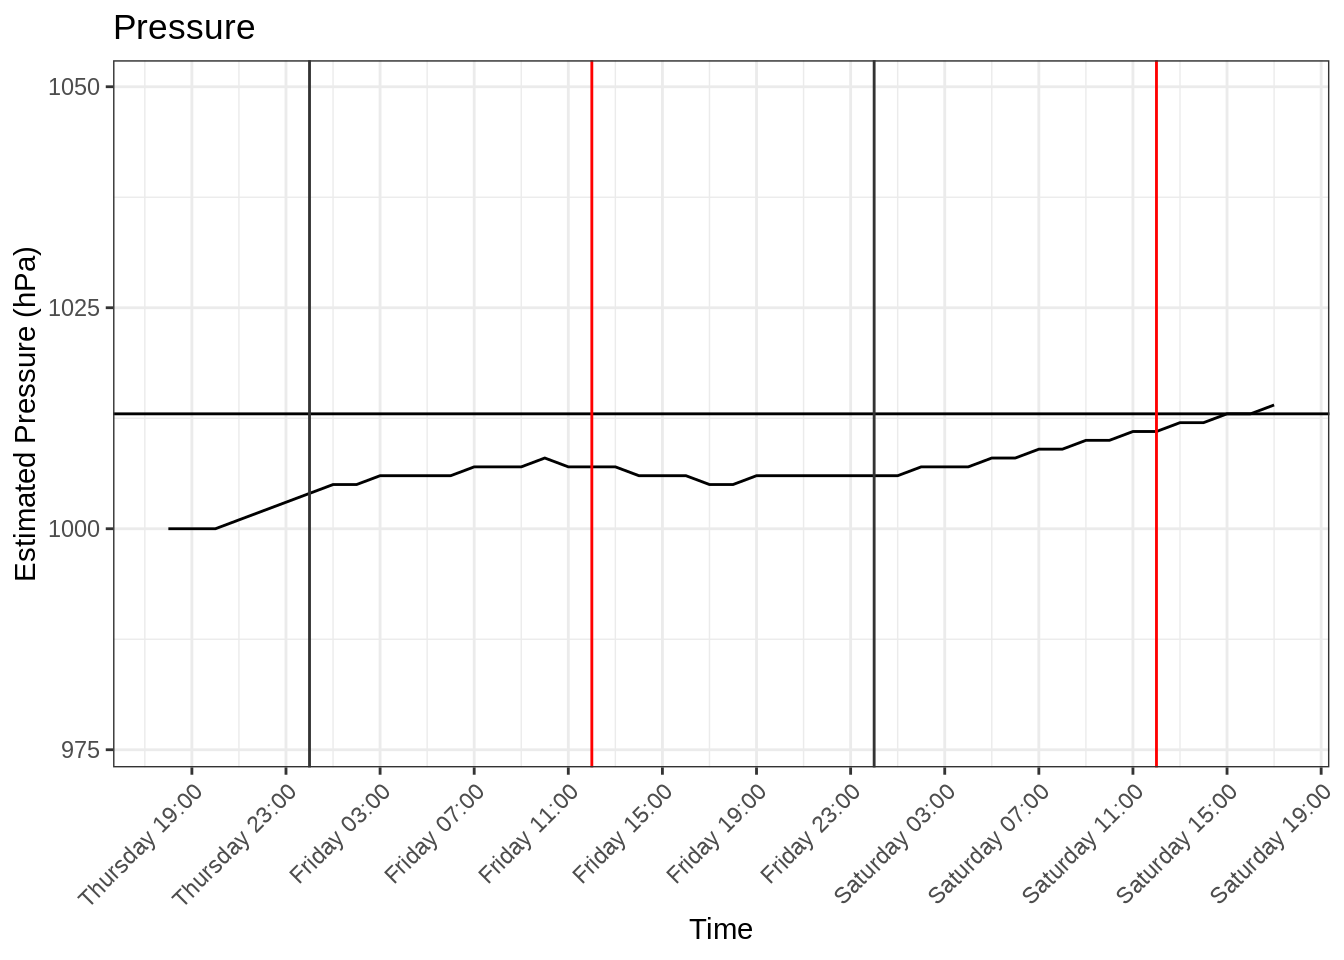 Pressure
Estimated Pressure (hPa)
1050
1025
1000
975
Thursday 19:00
Thursday 23:00
Friday 03:00
Friday 07:00
Friday 11:00
Friday 15:00
Friday 19:00
Friday 23:00
Saturday 03:00
Saturday 07:00
Saturday 11:00
Saturday 15:00
Saturday 19:00
Time